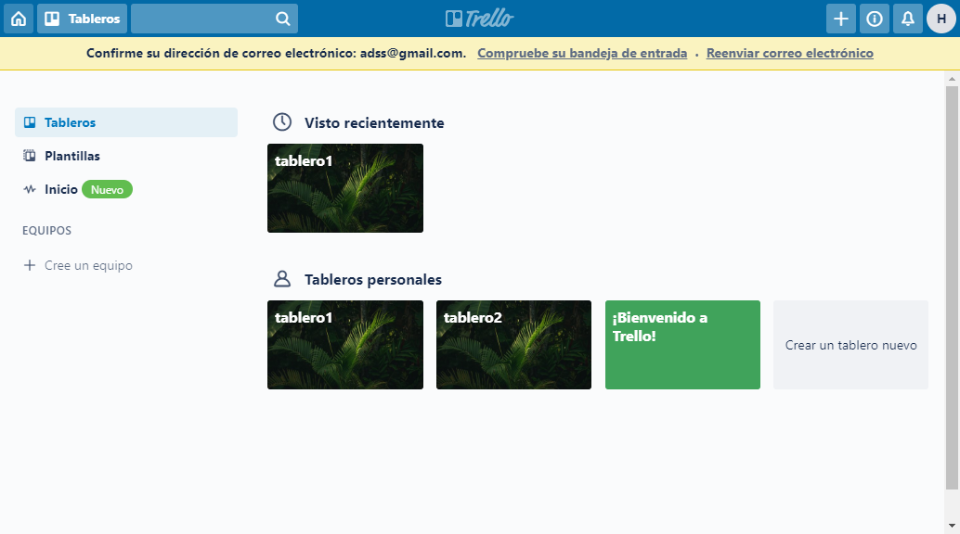 Tableros
Trello
H
Confirme su dirección de correo electrónico: adss@gmail.com. Compruebe su bandeja de entrada · Reenviar correo electrónico
Tableros
Plantillas
Inicio Nuevo
EQUIPOS
+ Cree un equipo
Visto recientemente
tablero1
Tableros personales
tablero1
tablero2
¡Bienvenido a
Trello!
Crear un tablero nuevo